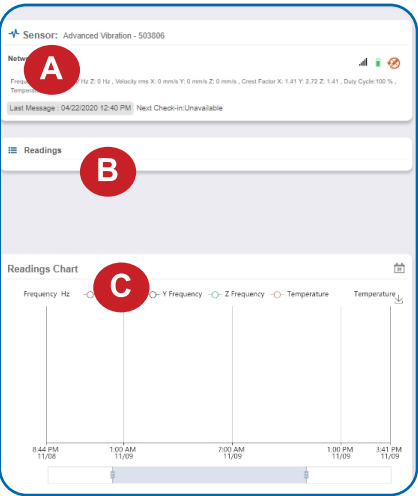 Sensor: Advanced Vibration - 503806
A
Hz Z: 0 Hz , Velocity rms X: 0 mm/s Y: 0 mm/s Z: 0 mm/s , Crest Factor X: 1.41 Y: 2.72 Z: 1.41 , Duty Cycle:100 % ,
Last Message : 04/22/2020 12:40 PM Next Check-in:Unavailable
Readings
B
Readings Chart
C
Frequency Hz Y Frequency Z Frequency Temperature Temperature
8:44 PM 1:00 AM 7:00 AM 1:00 PM 3:41 PM
11/08 11/09 11/09 11/09 11/09